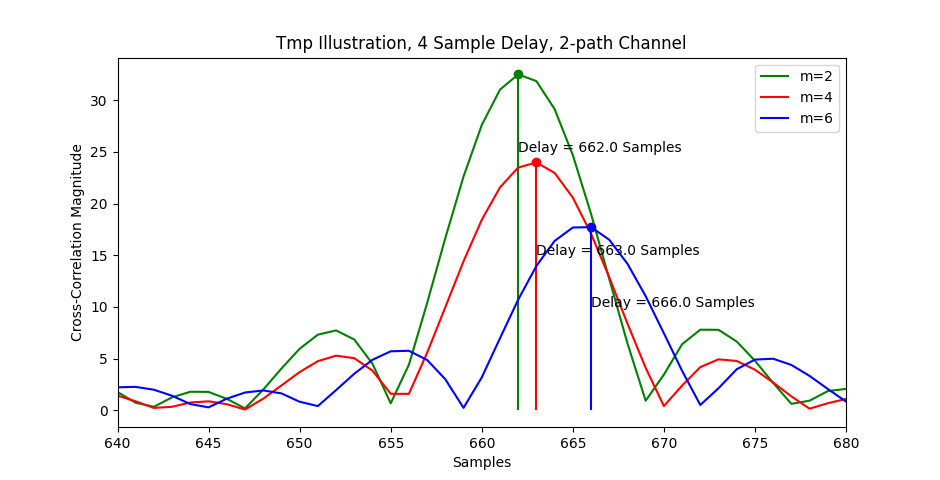 Tmp Illustration, 4 Sample Delay, 2-path Channel
m=2
m=4
m=6
Cross-Correlation Magnitude
30
25
20
15
10
5
0
Delay = 662.0 Samples
Delay = 663.0 Samples
Delay = 666.0 Samples
640 645 650 655 660 665 670 675 680
Samples